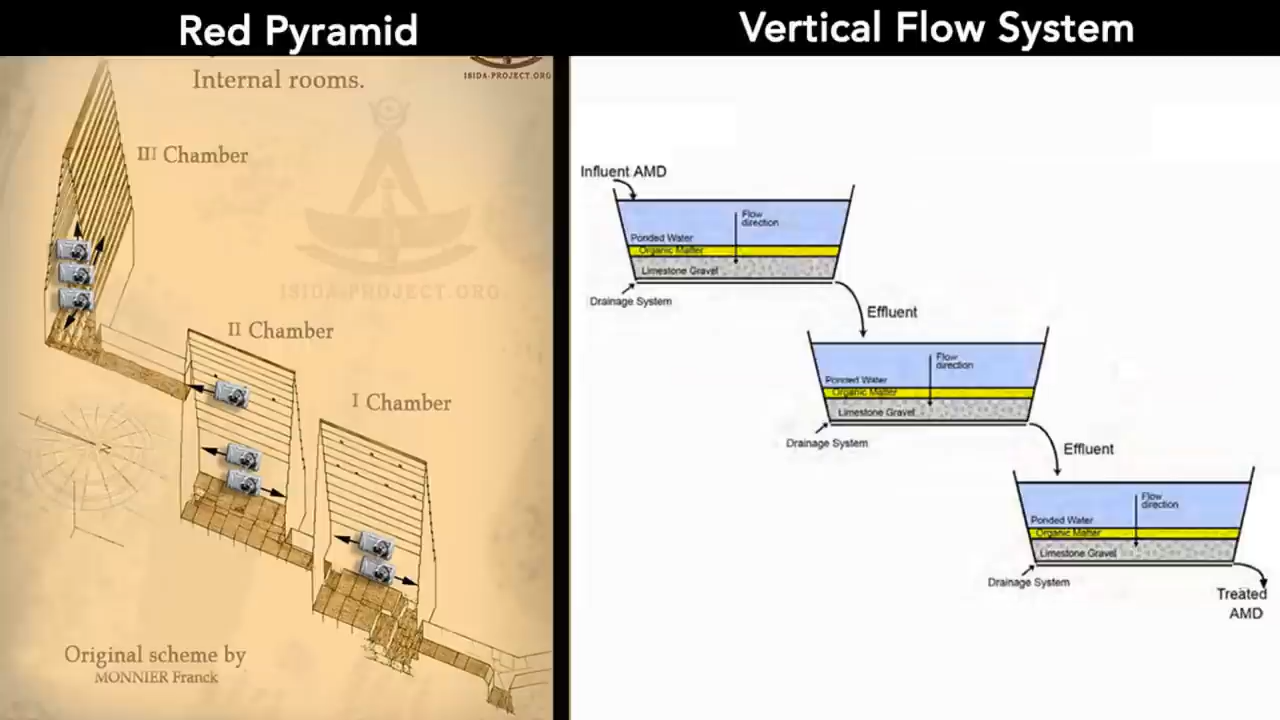 Red Pyramid
Internal rooms.
ISIDA-PROJECT.ORG
III Chamber
ISIDA-PROJECT.ORG
II Chamber
I Chamber
Original scheme by
MONNIER Franck
Vertical Flow System
Influent AMD
Flow
direction
Ponded Water
Organic Matter
Limestone Gravel
Drainage System
Effluent
Flow
direction
Ponded Water
Organic Matter
Limestone Gravel
Drainage System
Effluent
Flow
direction
Ponded Water
Organic Matter
Limestone Gravel
Drainage System
Treated
AMD